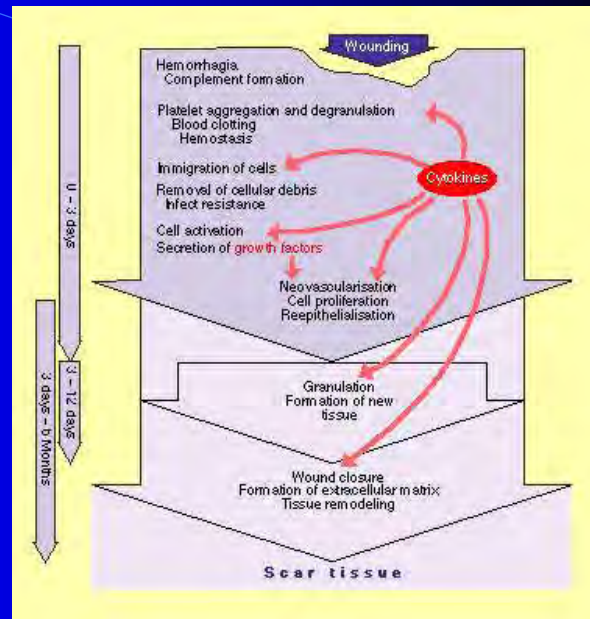 Wounding
Hemorrhagia
Complement formation
Platelet aggregation and degranulation
Blood clotting
Hemostasis
Immigration of cells
Cytokines
Removal of cellular debris
Infect resistance
Cell activation
Secretion of growth factors
Neovascularisation
Cell proliferation
Reepithelialisation
Granulation
Formation of new
tissue
Wound closure
Formation of extracellular matrix
Tissue remodeling
Scar tissue
0 – 3 days
3 – 12 days
3 days – 6 Months